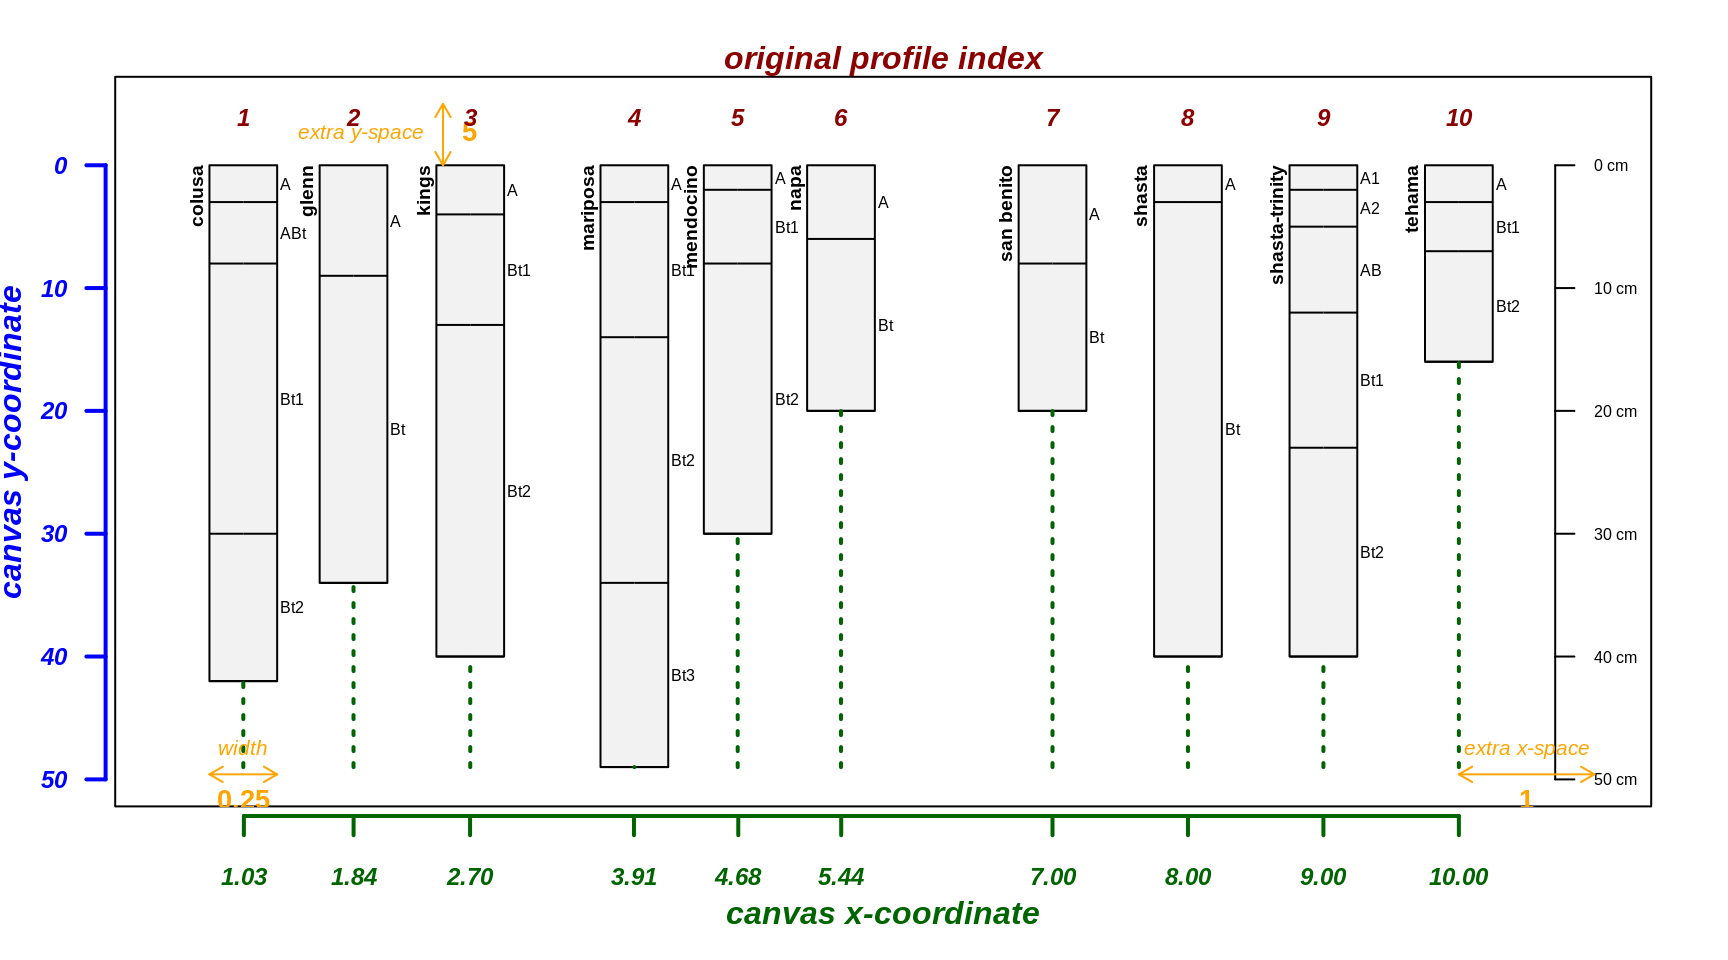 original profile index
1 2 3 4 5 6 7 8 9 10
extra y-space 5
canvas y-coordinate
0
10
20
30
40
50
colusa
A
ABt
Bt1
Bt2
glenn
A
Bt
kings
A
Bt1
Bt2
mariposa
A
Bt1
Bt2
Bt3
mendocino
A
Bt1
Bt2
napa
A
Bt
san benito
A
Bt
shasta
A
Bt
shasta-trinity
A1
A2
AB
Bt1
Bt2
tehama
A
Bt1
Bt2
0 cm
10 cm
20 cm
30 cm
40 cm
50 cm
width
0.25
extra x-space
1
1.03 1.84 2.70 3.91 4.68 5.44 7.00 8.00 9.00 10.00
canvas x-coordinate